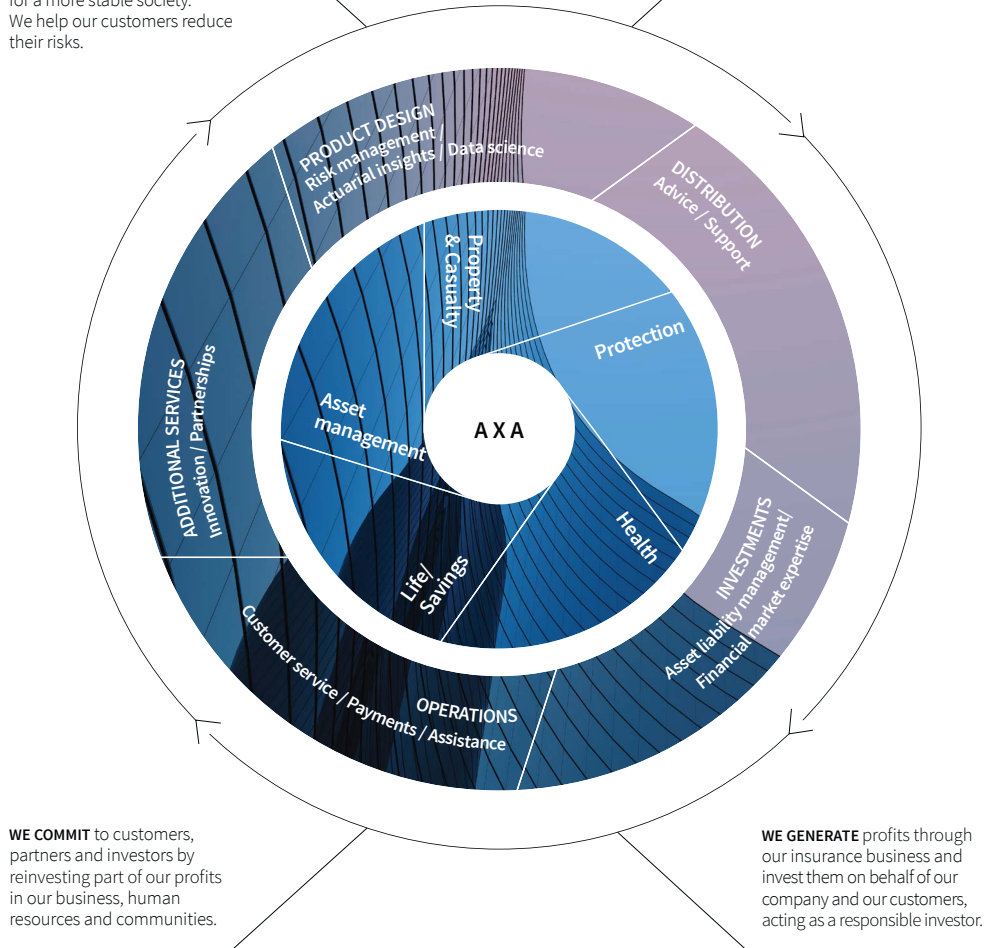 for a more stable society.
We help our customers reduce
their risks.
PRODUCT DESIGN
Risk management /
Actuarial insights / Data science
DISTRIBUTION
Advice / Support
Property
& Casualty
Protection
ADDITIONAL SERVICES
Innovation / Partnerships
Asset
management
AXA
INVESTMENTS
Asset liability management/
Financial market expertise
Health
Life/
Savings
OPERATIONS
Customer service / Payments / Assistance
WE COMMIT to customers,
partners and investors by
reinvesting part of our profits
in our business, human
resources and communities.
WE GENERATE profits through
our insurance business and
invest them on behalf of our
company and our customers,
acting as a responsible investor.